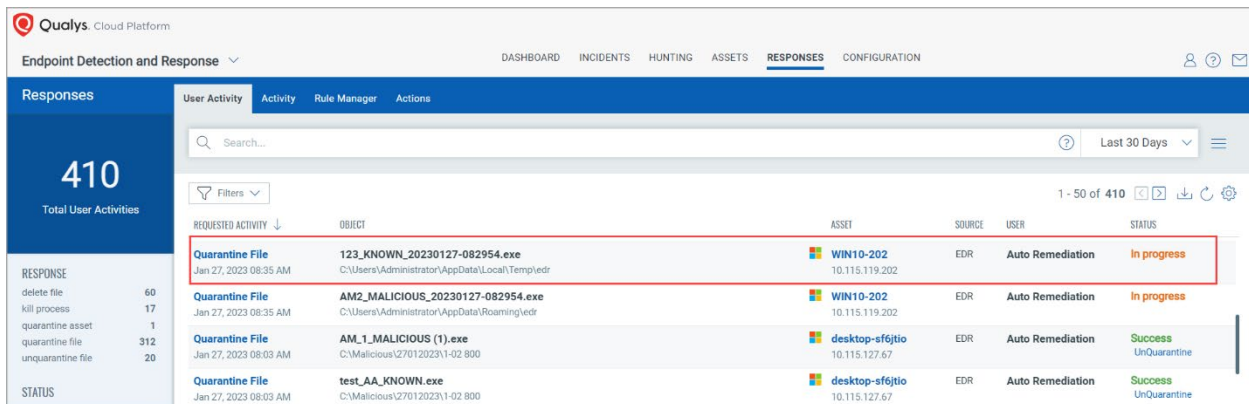 Qualys. Cloud Platform
Endpoint Detection and Response
DASHBOARD INCIDENTS HUNTING ASSETS RESPONSES CONFIGURATION
Responses
User Activity Activity Rule Manager Actions
410
Total User Activities
Search...
Last 30 Days
Filters
1 - 50 of 410
REQUESTED ACTIVITY OBJECT ASSET SOURCE USER STATUS
Quarantine File 123_KNOWN_20230127-082954.exe WIN10-202 EDR Auto Remediation In progress
Jan 27, 2023 08:35 AM C:\Users\Administrator\AppData\Local\Temp\edr 10.115.119.202
Quarantine File AM2_MALICIOUS_20230127-082954.exe WIN10-202 EDR Auto Remediation In progress
Jan 27, 2023 08:35 AM C:\Users\Administrator\AppData\Roaming\edr 10.115.119.202
Quarantine File AM_1_MALICIOUS (1).exe desktop-sf6jtio EDR Auto Remediation Success
Jan 27, 2023 08:03 AM C:\Malicious\27012023\1-02 800 10.115.127.67 UnQuarantine
Quarantine File test_AA_KNOWN.exe desktop-sf6jtio EDR Auto Remediation Success
Jan 27, 2023 08:03 AM C:\Malicious\27012023\1-02 800 10.115.127.67 UnQuarantine
RESPONSE
delete file 60
kill process 17
quarantine asset 1
quarantine file 312
unquarantine file 20
STATUS